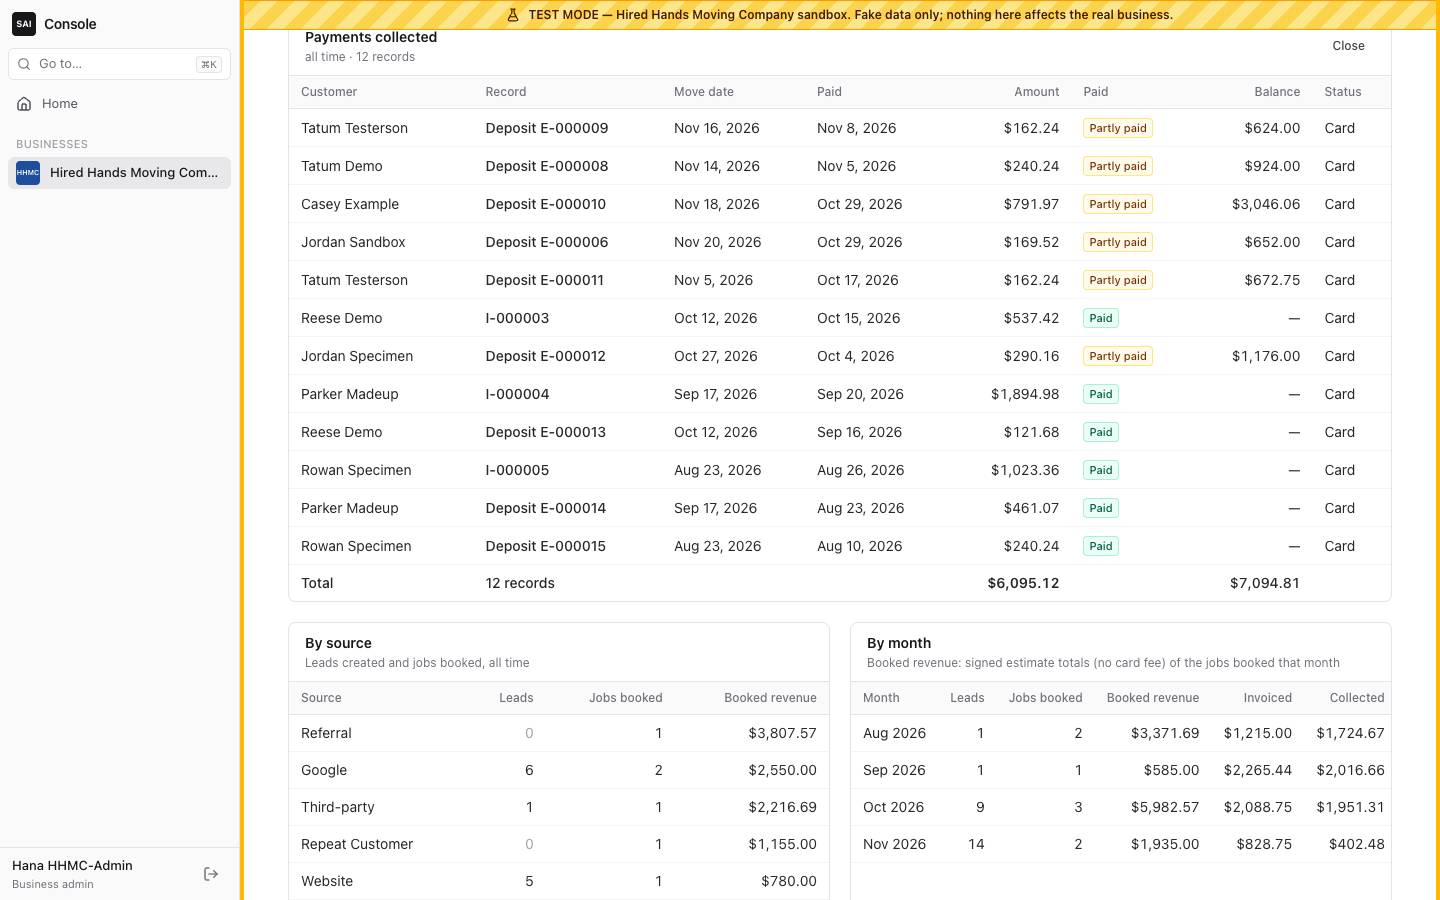 SAI Console
Go to... ⌘K
Home
BUSINESSES
HHMC Hired Hands Moving Com...
Hana HHMC-Admin
Business admin
TEST MODE — Hired Hands Moving Company sandbox. Fake data only; nothing here affects the real business.
Payments collected
all time · 12 records
Close
Customer Record Move date Paid Amount Paid Balance Status
Tatum Testerson Deposit E-000009 Nov 16, 2026 Nov 8, 2026 $162.24 Partly paid $624.00 Card
Tatum Demo Deposit E-000008 Nov 14, 2026 Nov 5, 2026 $240.24 Partly paid $924.00 Card
Casey Example Deposit E-000010 Nov 18, 2026 Oct 29, 2026 $791.97 Partly paid $3,046.06 Card
Jordan Sandbox Deposit E-000006 Nov 20, 2026 Oct 29, 2026 $169.52 Partly paid $652.00 Card
Tatum Testerson Deposit E-000011 Nov 5, 2026 Oct 17, 2026 $162.24 Partly paid $672.75 Card
Reese Demo I-000003 Oct 12, 2026 Oct 15, 2026 $537.42 Paid — Card
Jordan Specimen Deposit E-000012 Oct 27, 2026 Oct 4, 2026 $290.16 Partly paid $1,176.00 Card
Parker Madeup I-000004 Sep 17, 2026 Sep 20, 2026 $1,894.98 Paid — Card
Reese Demo Deposit E-000013 Oct 12, 2026 Sep 16, 2026 $121.68 Paid — Card
Rowan Specimen I-000005 Aug 23, 2026 Aug 26, 2026 $1,023.36 Paid — Card
Parker Madeup Deposit E-000014 Sep 17, 2026 Aug 23, 2026 $461.07 Paid — Card
Rowan Specimen Deposit E-000015 Aug 23, 2026 Aug 10, 2026 $240.24 Paid — Card
Total 12 records $6,095.12 $7,094.81
By source
Leads created and jobs booked, all time
Source Leads Jobs booked Booked revenue
Referral 0 1 $3,807.57
Google 6 2 $2,550.00
Third-party 1 1 $2,216.69
Repeat Customer 0 1 $1,155.00
Website 5 1 $780.00
By month
Booked revenue: signed estimate totals (no card fee) of the jobs booked that month
Month Leads Jobs booked Booked revenue Invoiced Collected
Aug 2026 1 2 $3,371.69 $1,215.00 $1,724.67
Sep 2026 1 1 $585.00 $2,265.44 $2,016.66
Oct 2026 9 3 $5,982.57 $2,088.75 $1,951.31
Nov 2026 14 2 $1,935.00 $828.75 $402.48